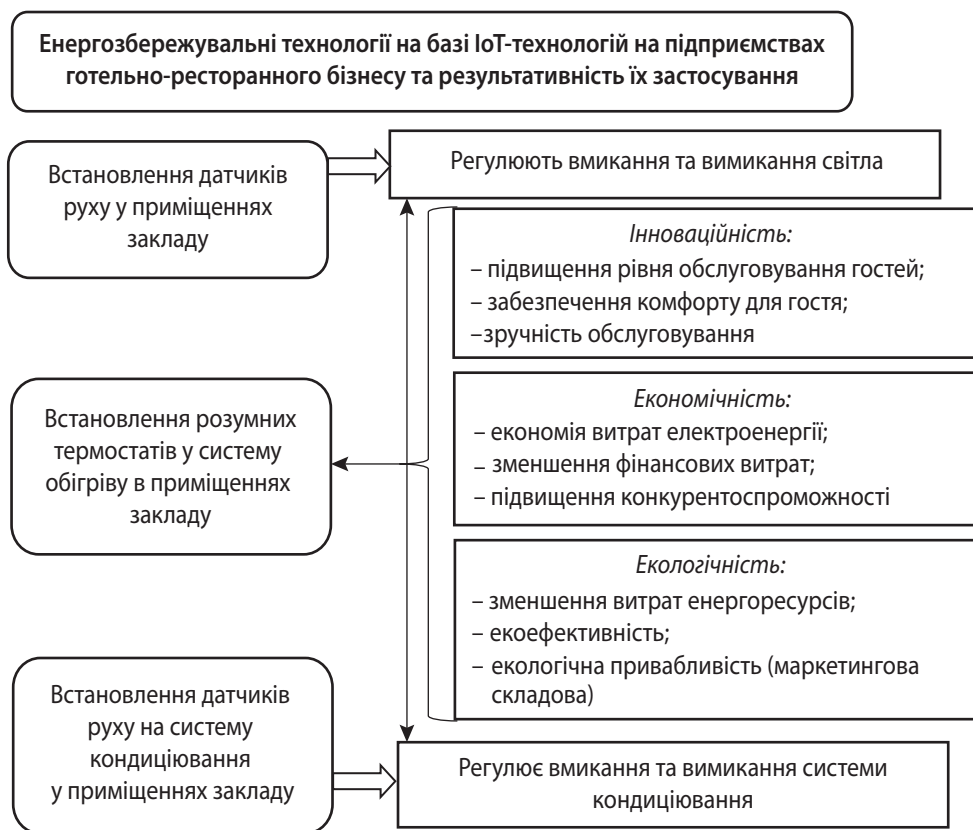 Енергозбережувальні технології на базі IoT-технологій на підприємствах
готельно-ресторанного бізнесу та результативність їх застосування
Встановлення датчиків
руху у приміщеннях
закладу
Регулюють вмикання та вимикання світла
Інноваційність:
– підвищення рівня обслуговування гостей;
– забезпечення комфорту для гостя;
–зручність обслуговування
Встановлення розумних
термостатів у систему
обігріву в приміщеннях
закладу
Економічність:
– економія витрат електроенергії;
– зменшення фінансових витрат;
– підвищення конкурентоспроможності
Екологічність:
– зменшення витрат енергоресурсів;
– екоефективність;
– екологічна привабливість (маркетингова
складова)
Встановлення датчиків
руху на систему
кондиціювання
у приміщеннях закладу
Регулює вмикання та вимикання системи
кондиціювання